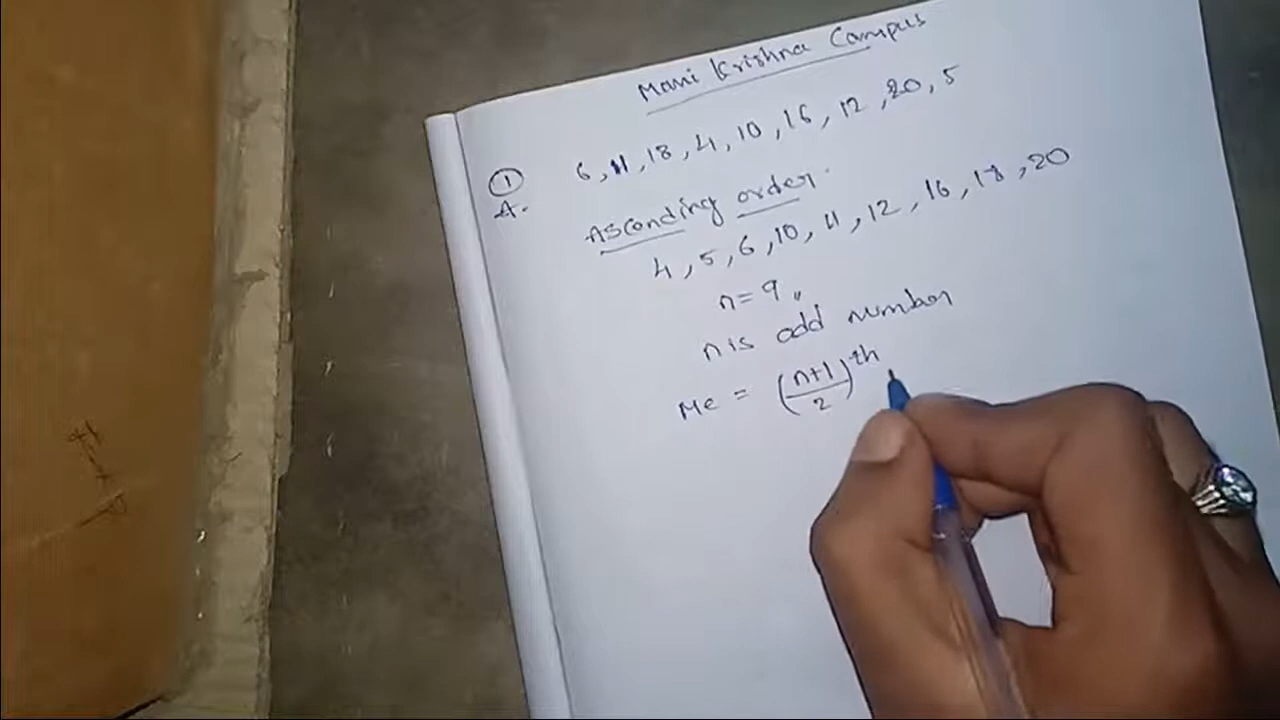 Mani Krishna Campus
① 6, 11, 18, 4, 10, 16, 12, 20, 5
A. Ascending order.
4, 5, 6, 10, 11, 12, 16, 18, 20
n = 9,,
n is odd number
Me = (n+1/2)th